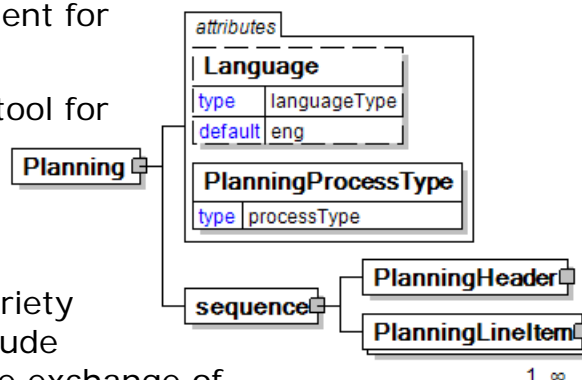 ent for
tool for
riety
ude
e exchange of
attributes
Language
type languageType
default eng
PlanningProcessType
type processType
Planning
sequence
PlanningHeader
PlanningLineItem
1 ∞